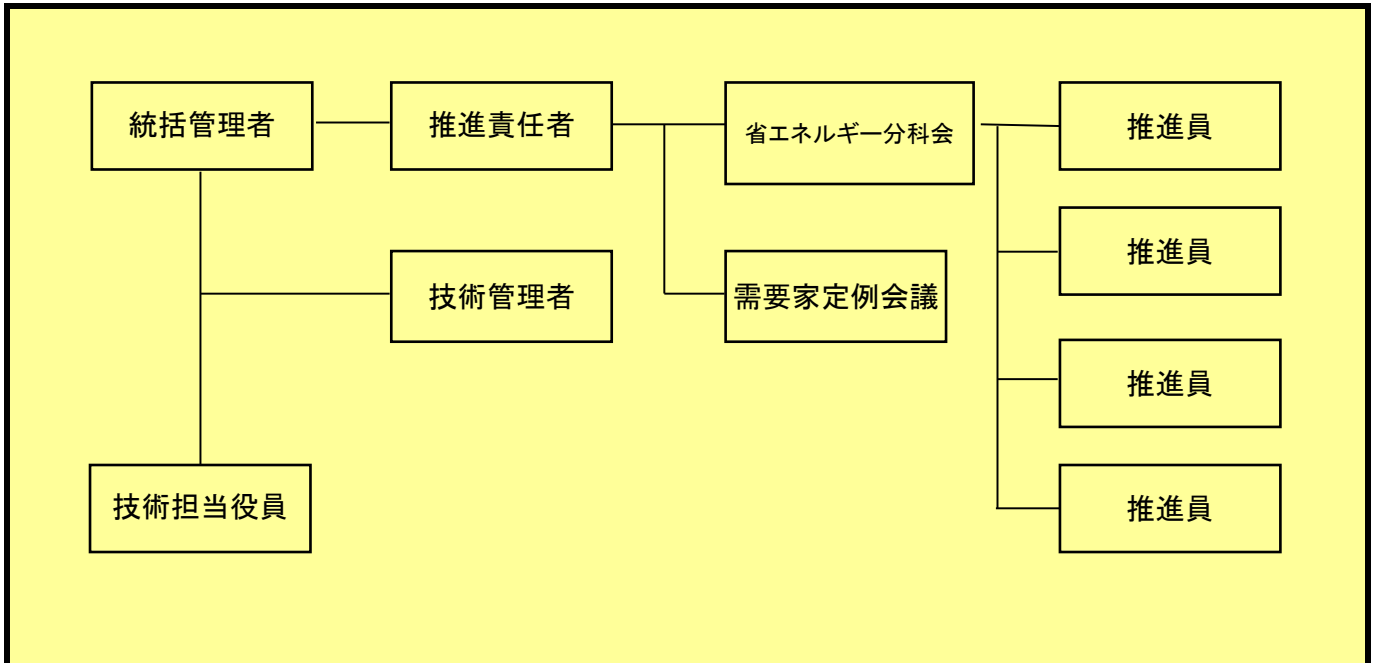 統括管理者
推進責任者
省エネルギー分科会
推進員
推進員
技術管理者
需要家定例会議
推進員
技術担当役員
推進員